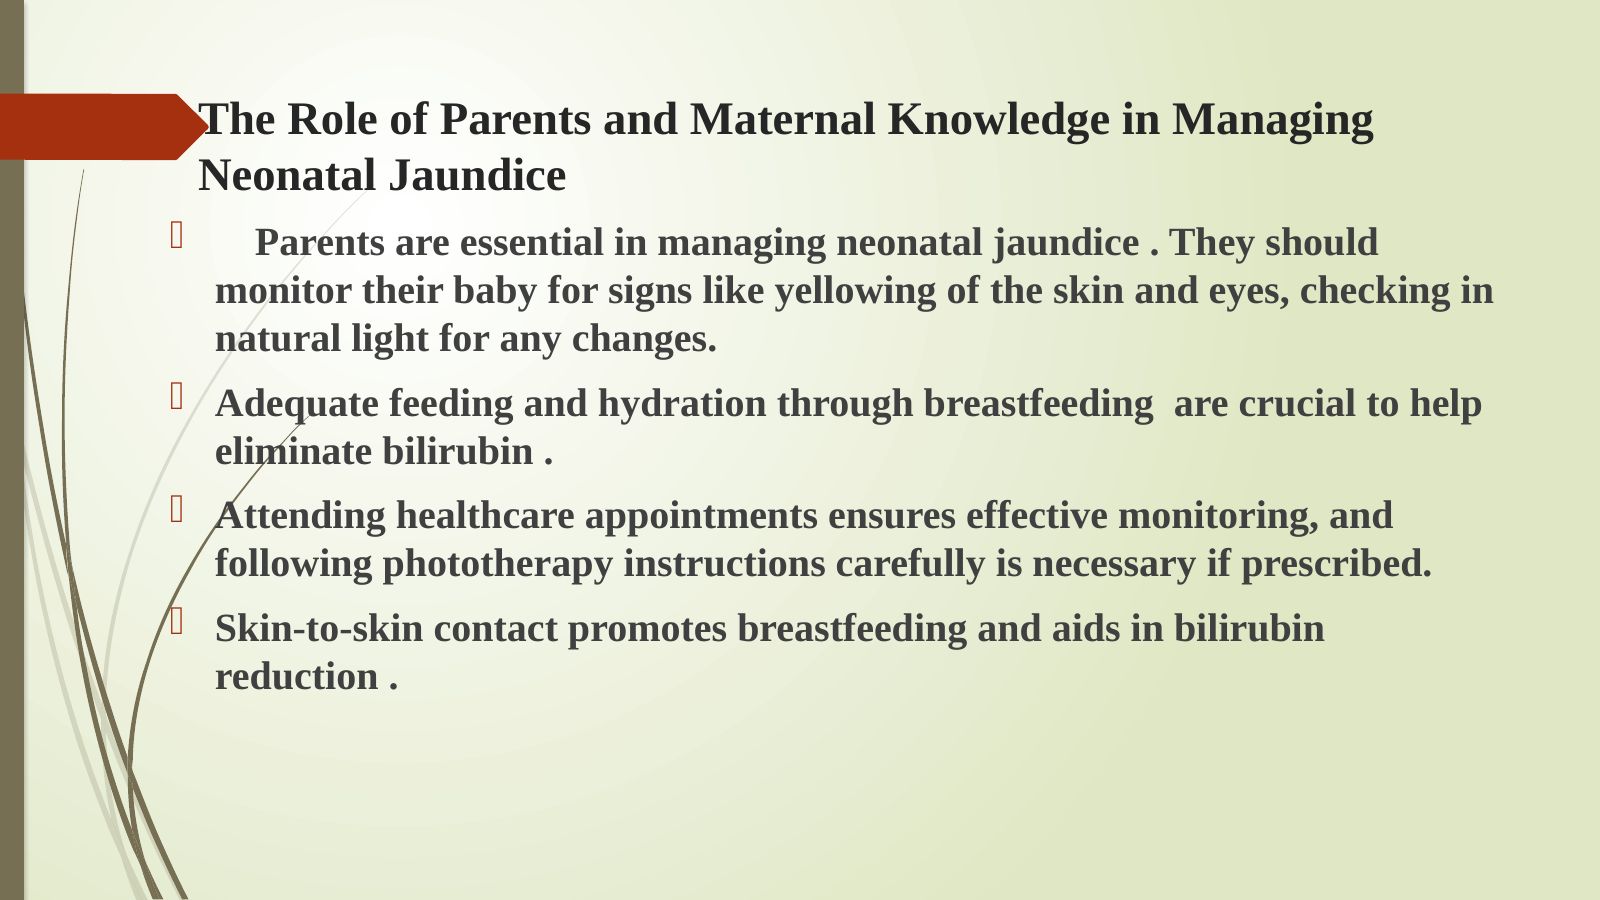 The Role of Parents and Maternal Knowledge in Managing
Neonatal Jaundice
Parents are essential in managing neonatal jaundice . They should
monitor their baby for signs like yellowing of the skin and eyes, checking in
natural light for any changes.
Adequate feeding and hydration through breastfeeding  are crucial to help
eliminate bilirubin .
Attending healthcare appointments ensures effective monitoring, and
following phototherapy instructions carefully is necessary if prescribed.
Skin-to-skin contact promotes breastfeeding and aids in bilirubin
reduction .